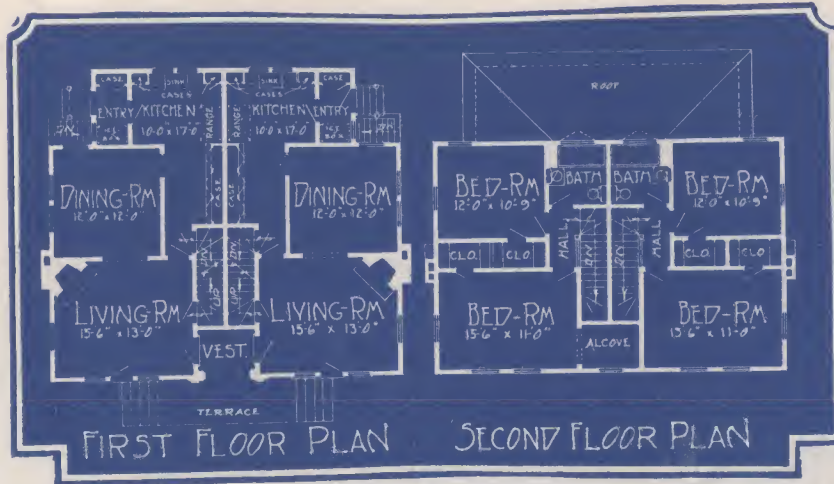 CASE
SINK
SINK
CASE
CASES
CASES
ENTRY
KITCHEN
10-0 x 17-0
RANGE
RANGE
KITCHEN
10-0 x 17-0
ENTRY
ICE BOX
ICE BOX
DN
DINING-RM
12'-0" x 12'-0"
CASE
CASE
DINING-RM
12'-0" x 12'-0"
DN
DN
UP
UP
LIVING-RM
15'-6" x 13'-0"
LIVING-RM
15'-6" x 13'-0"
VEST.
TERRACE
FIRST FLOOR PLAN
ROOF
BATH
BATH
BED-RM
12'-0" x 10'-9"
BED-RM
12'-0" x 10'-9"
HALL
DN
DN
HALL
CLO.
CLO
CLO
CLO
BED-RM
15'-6" x 11'-0"
BED-RM
15'-6" x 11'-0"
ALCOVE
SECOND FLOOR PLAN